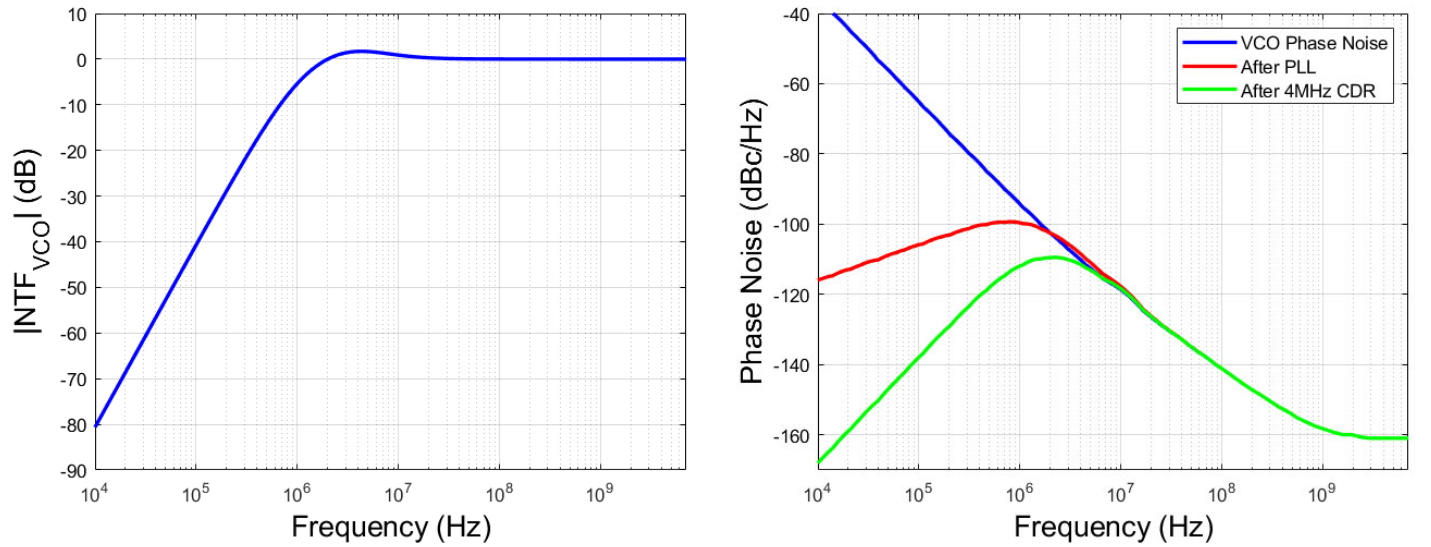 10
0
-10
-20
-30
-40
-50
-60
-70
-80
-90
|NTF_VCO| (dB)
10^4 10^5 10^6 10^7 10^8 10^9
Frequency (Hz)
-40
-60
-80
-100
-120
-140
-160
Phase Noise (dBc/Hz)
VCO Phase Noise
After PLL
After 4MHz CDR
10^4 10^5 10^6 10^7 10^8 10^9
Frequency (Hz)